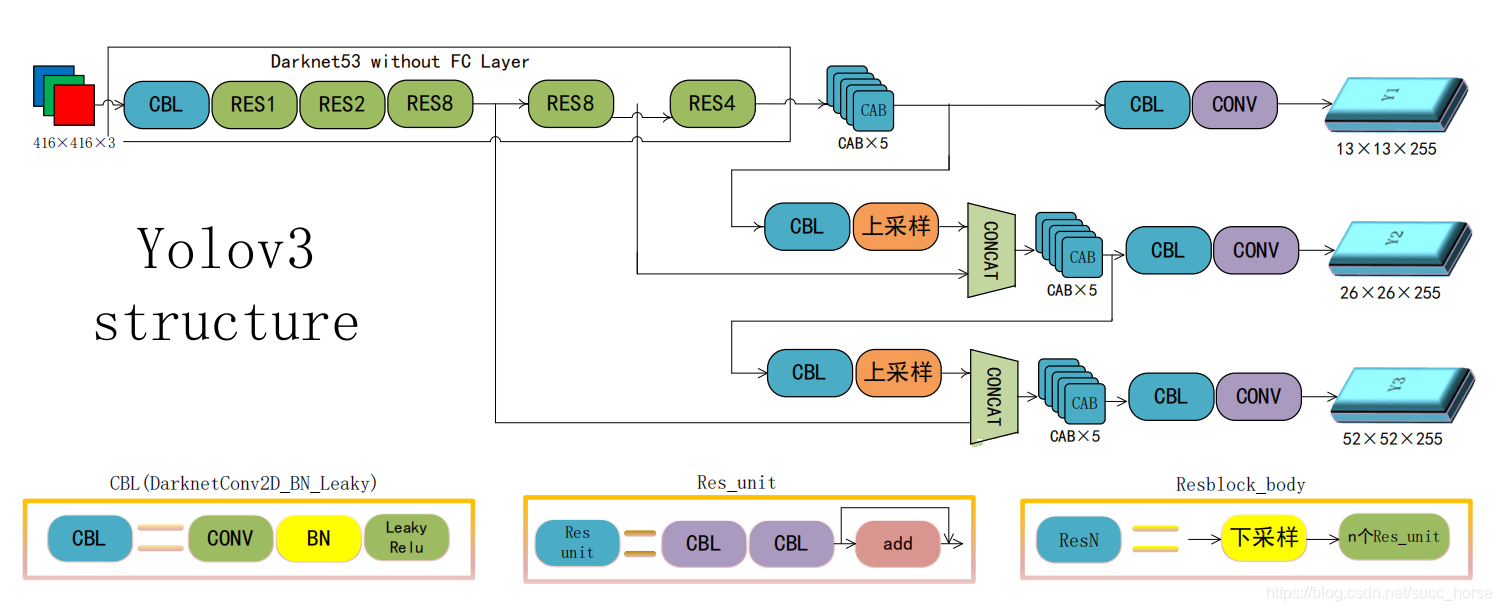 Darknet53 without FC Layer
CBL
RES1
RES2
RES8
RES8
RES4
CAB
CBL
CONV
Y1
416×416×3
CAB×5
13×13×255
Yolov3
structure
CBL
上采样
CONCAT
CAB
CBL
CONV
Y2
CAB×5
26×26×255
CBL
上采样
CONCAT
CAB
CBL
CONV
Y3
CAB×5
52×52×255
CBL(DarknetConv2D_BN_Leaky)
CBL
CONV
BN
Leaky
Relu
Res_unit
Res
unit
CBL
CBL
add
Resblock_body
ResN
下采样
n个Res_unit
https://blog.csdn.net/succ_horse